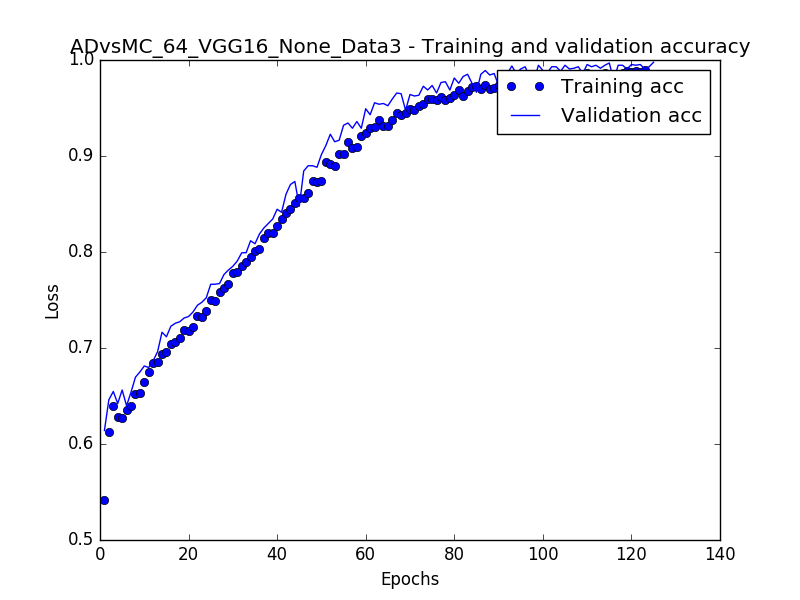 ADvsMC_64_VGG16_None_Data3 - Training and validation accuracy
1.0
0.9
0.8
0.7
0.6
0.5
Loss
Training acc
Validation acc
0 20 40 60 80 100 120 140
Epochs